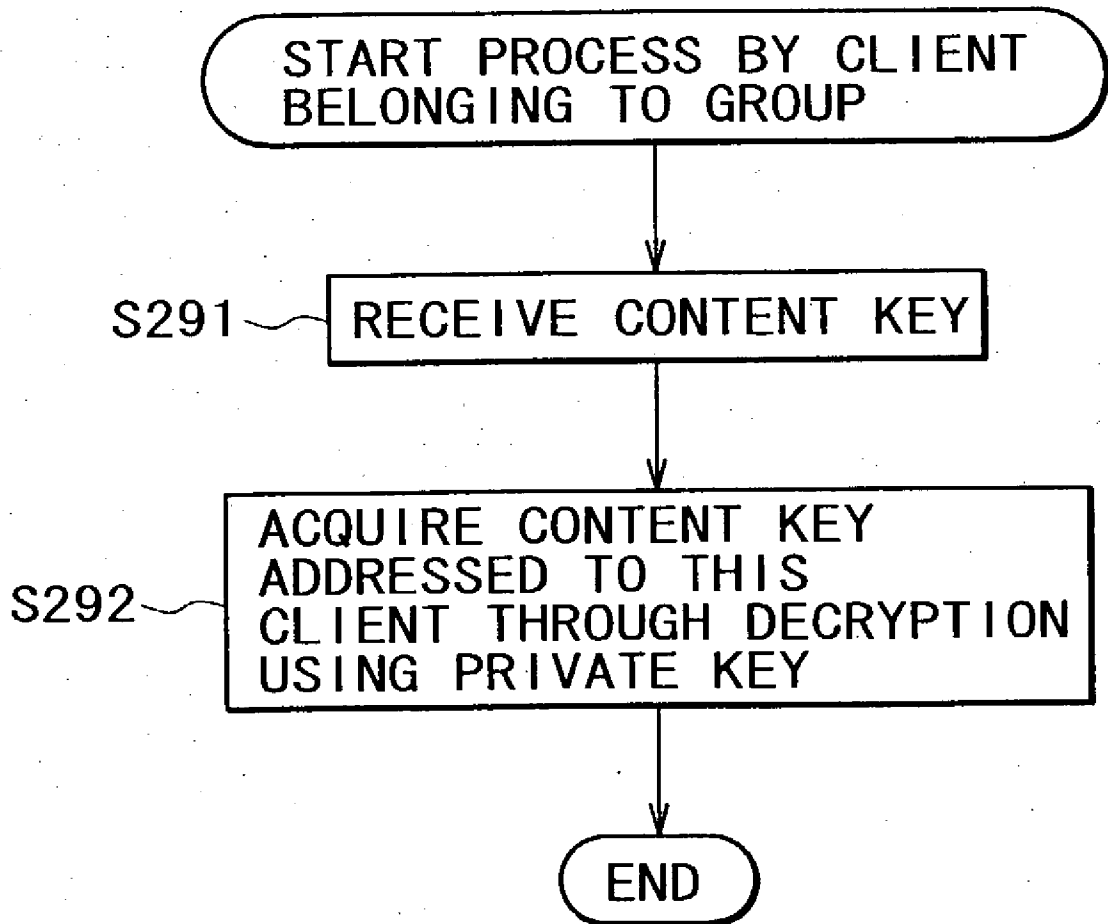 START PROCESS BY CLIENT
BELONGING TO GROUP
S291
RECEIVE CONTENT KEY
S292
ACQUIRE CONTENT KEY
ADDRESSED TO THIS
CLIENT THROUGH DECRYPTION
USING PRIVATE KEY
END